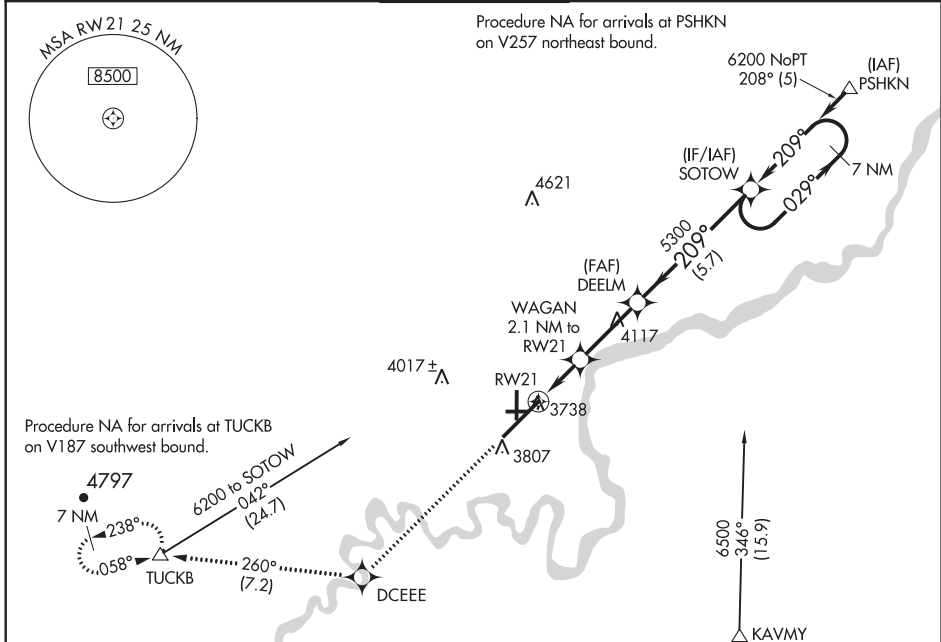 MSA RW 21 25 NM
8500
Procedure NA for arrivals at PSHKN
on V257 northeast bound.
6200 NoPT
208° (5)
(IAF)
PSHKN
209°
7 NM
029°
(IF/IAF)
SOTOW
4621
5300
209°
(5.7)
(FAF)
DEELM
WAGAN
2.1 NM to
RW21
4117
4017 ±
RW21
3738
3807
Procedure NA for arrivals at TUCKB
on V187 southwest bound.
4797
7 NM
238°
058°
TUCKB
6200 to SOTOW
042°
(24.7)
260°
(7.2)
DCEEE
6500
346°
(15.9)
KAVMY